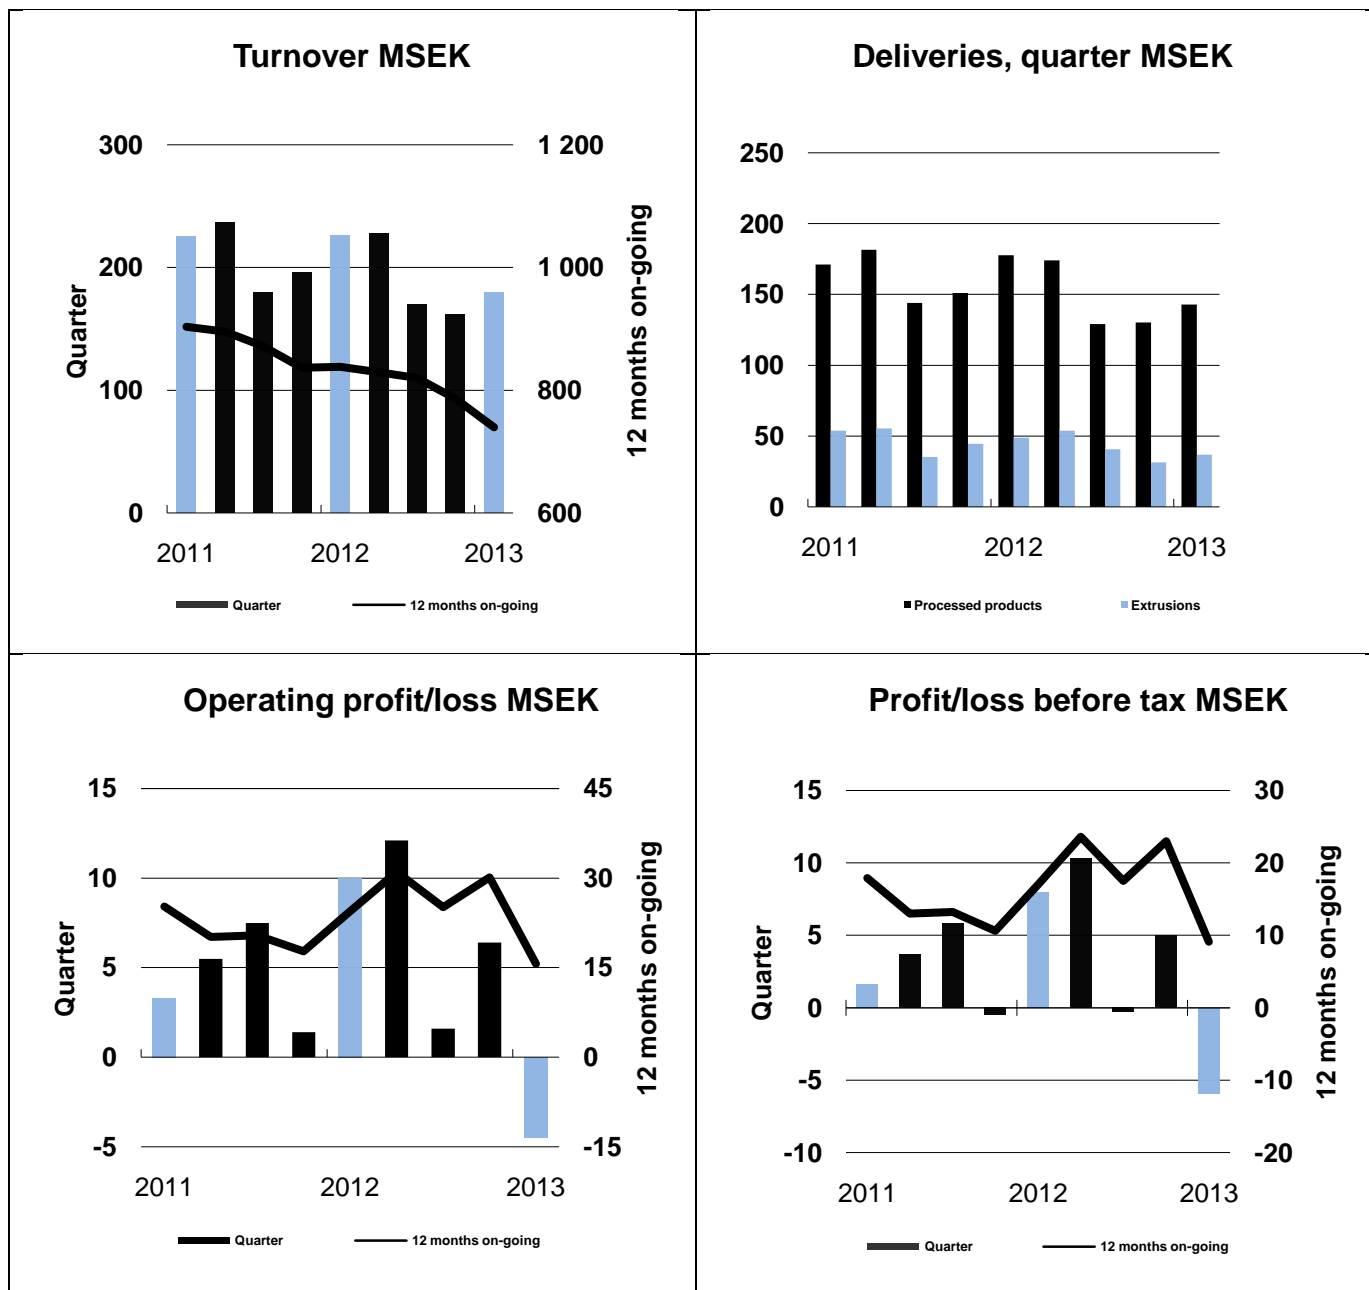 Turnover MSEK
300
200
100
0
1 200
1 000
800
600
Quarter
12 months on-going
2011
2012
2013
Quarter
12 months on-going
Deliveries, quarter MSEK
250
200
150
100
50
0
2011
2012
2013
Processed products
Extrusions
Operating profit/loss MSEK
15
10
5
0
-5
45
30
15
0
-15
Quarter
12 months on-going
2011
2012
2013
Quarter
12 months on-going
Profit/loss before tax MSEK
15
10
5
0
-5
-10
30
20
10
0
-10
-20
Quarter
12 months on-going
2011
2012
2013
Quarter
12 months on-going